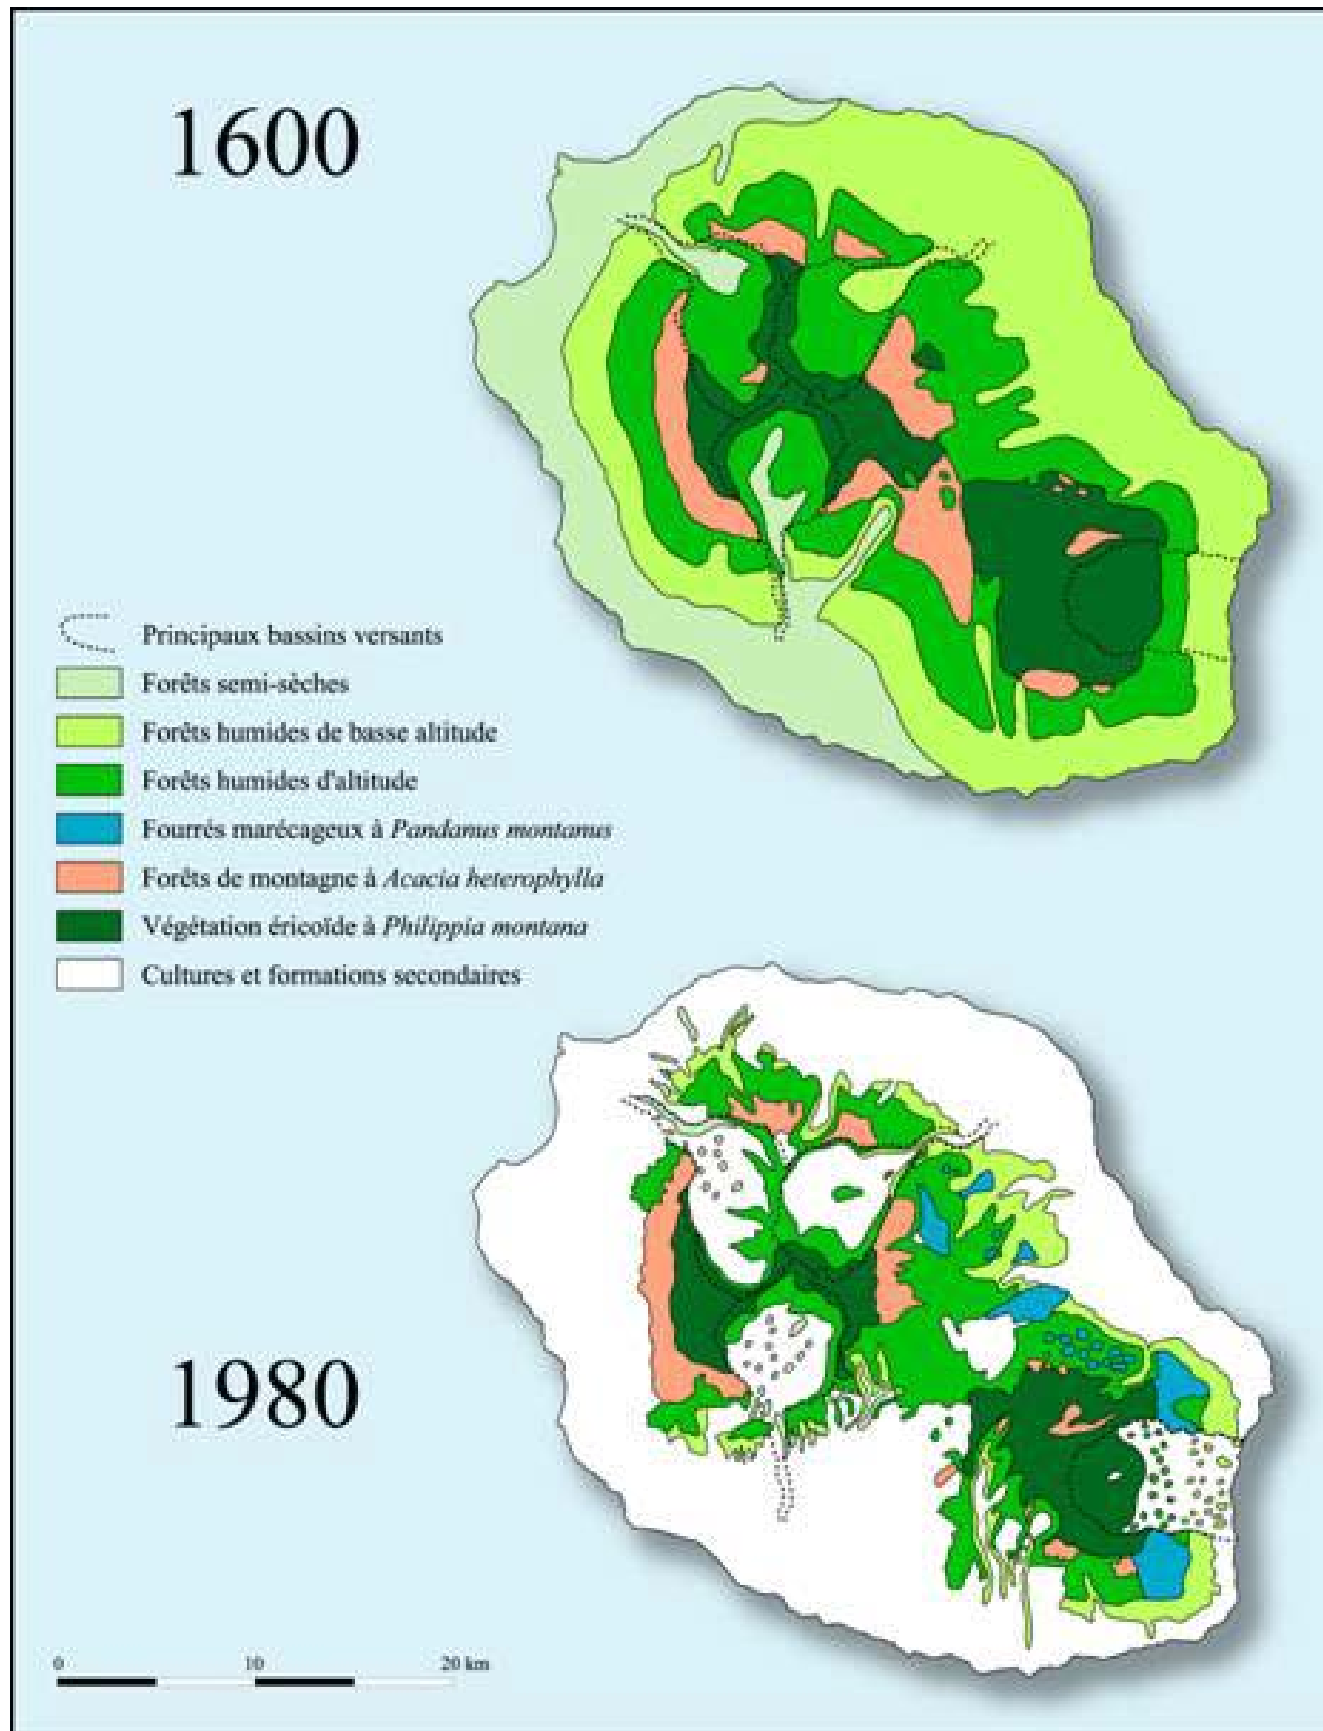 1600
Principaux bassins versants
Forêts semi-sèches
Forêts humides de basse altitude
Forêts humides d'altitude
Fourrés marécageux à Pandanus montanus
Forêts de montagne à Acacia heterophylla
Végétation éricoïde à Philippia montana
Cultures et formations secondaires
1980
0 10 20 km